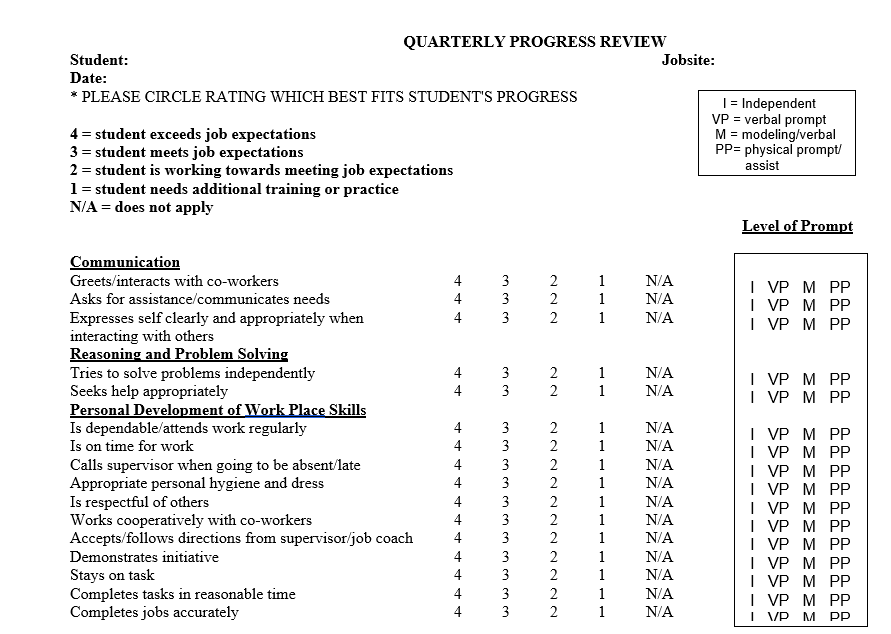 QUARTERLY PROGRESS REVIEW
Student: Jobsite:
Date:
* PLEASE CIRCLE RATING WHICH BEST FITS STUDENT'S PROGRESS
I = Independent
VP = verbal prompt
M = modeling/verbal
PP= physical prompt/
assist
4 = student exceeds job expectations
3 = student meets job expectations
2 = student is working towards meeting job expectations
1 = student needs additional training or practice
N/A = does not apply
Level of Prompt
Communication
Greets/interacts with co-workers 4 3 2 1 N/A I VP M PP
Asks for assistance/communicates needs 4 3 2 1 N/A I VP M PP
Expresses self clearly and appropriately when 4 3 2 1 N/A I VP M PP
interacting with others
Reasoning and Problem Solving
Tries to solve problems independently 4 3 2 1 N/A I VP M PP
Seeks help appropriately 4 3 2 1 N/A I VP M PP
Personal Development of Work Place Skills
Is dependable/attends work regularly 4 3 2 1 N/A I VP M PP
Is on time for work 4 3 2 1 N/A I VP M PP
Calls supervisor when going to be absent/late 4 3 2 1 N/A I VP M PP
Appropriate personal hygiene and dress 4 3 2 1 N/A I VP M PP
Is respectful of others 4 3 2 1 N/A I VP M PP
Works cooperatively with co-workers 4 3 2 1 N/A I VP M PP
Accepts/follows directions from supervisor/job coach 4 3 2 1 N/A I VP M PP
Demonstrates initiative 4 3 2 1 N/A I VP M PP
Stays on task 4 3 2 1 N/A I VP M PP
Completes tasks in reasonable time 4 3 2 1 N/A I VP M PP
Completes jobs accurately 4 3 2 1 N/A I VP M PP